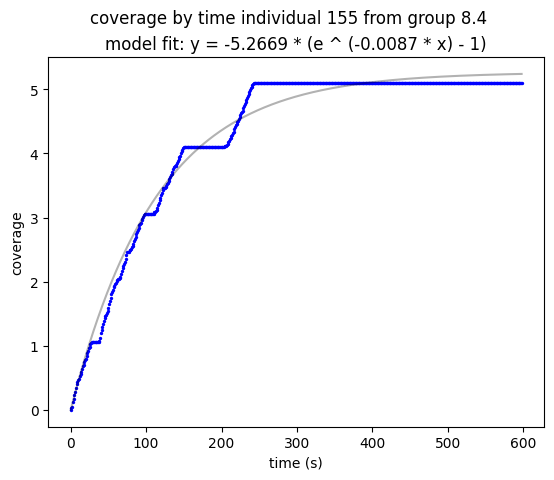 coverage by time individual 155 from group 8.4
model fit: y = -5.2669 * (e ^ (-0.0087 * x) - 1)
5
4
3
2
1
0
coverage
0 100 200 300 400 500 600
time (s)